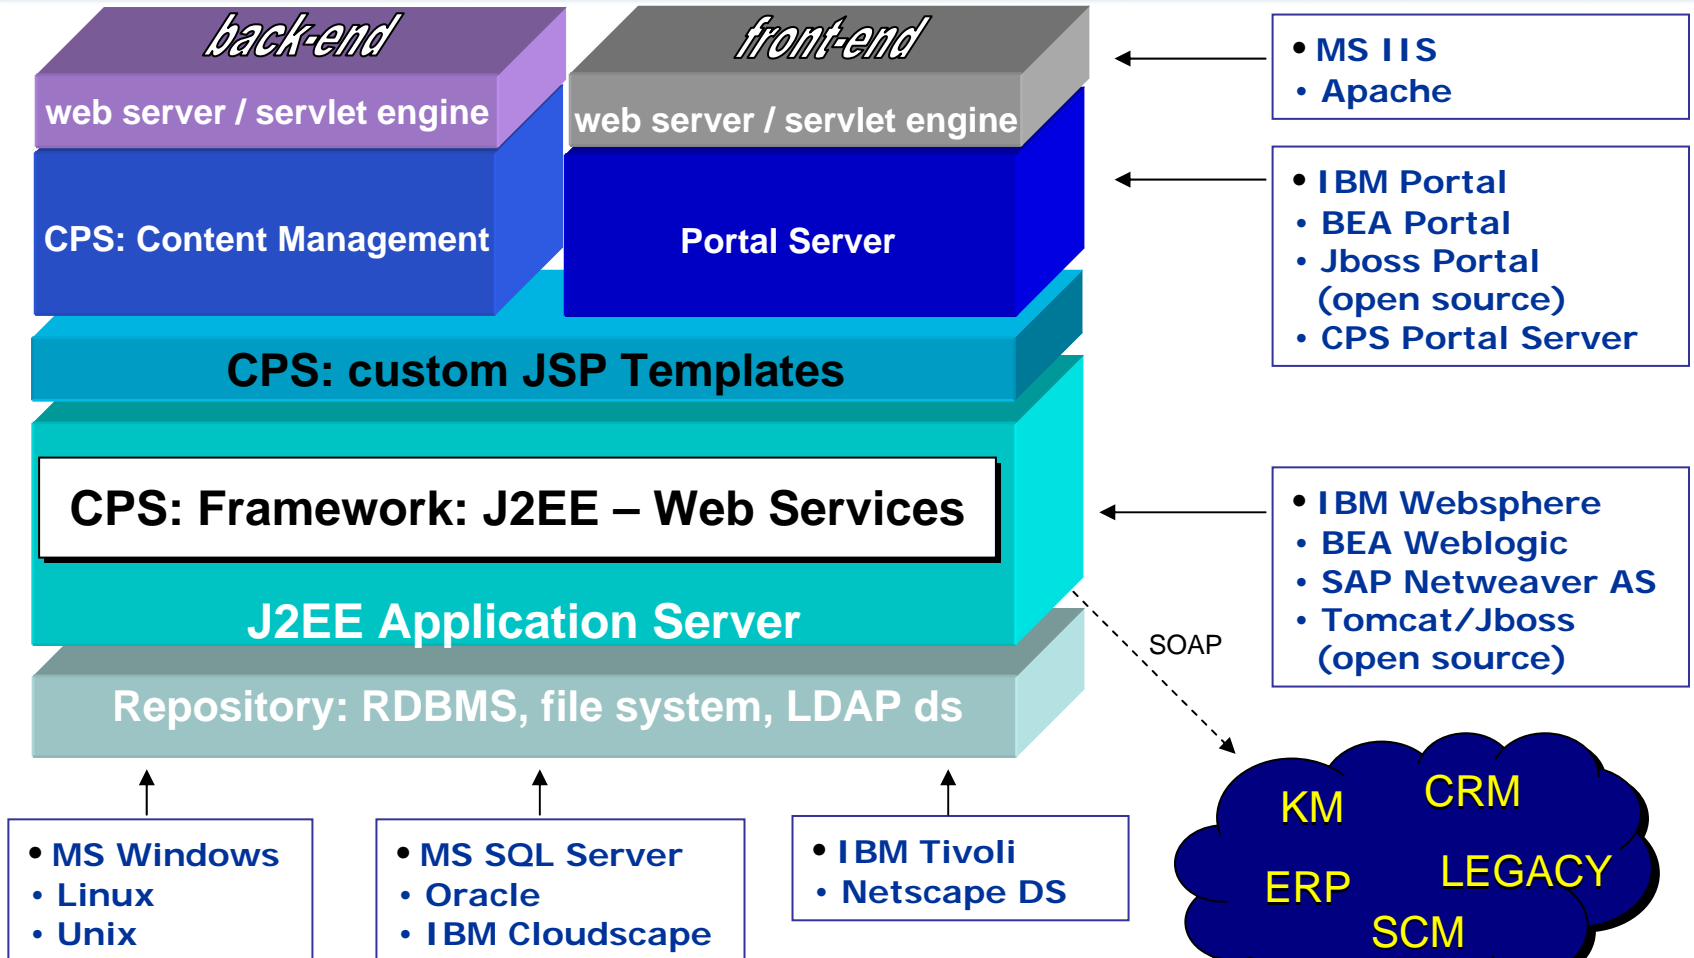 back-end
front-end
web server / servlet engine
web server / servlet engine
• MS IIS
• Apache
CPS: Content Management
Portal Server
• IBM Portal
• BEA Portal
• Jboss Portal
(open source)
• CPS Portal Server
CPS: custom JSP Templates
CPS: Framework: J2EE – Web Services
J2EE Application Server
• IBM Websphere
• BEA Weblogic
• SAP Netweaver AS
• Tomcat/Jboss
(open source)
SOAP
Repository: RDBMS, file system, LDAP ds
• MS Windows
• Linux
• Unix
• MS SQL Server
• Oracle
• IBM Cloudscape
• IBM Tivoli
• Netscape DS
KM
CRM
ERP
LEGACY
SCM